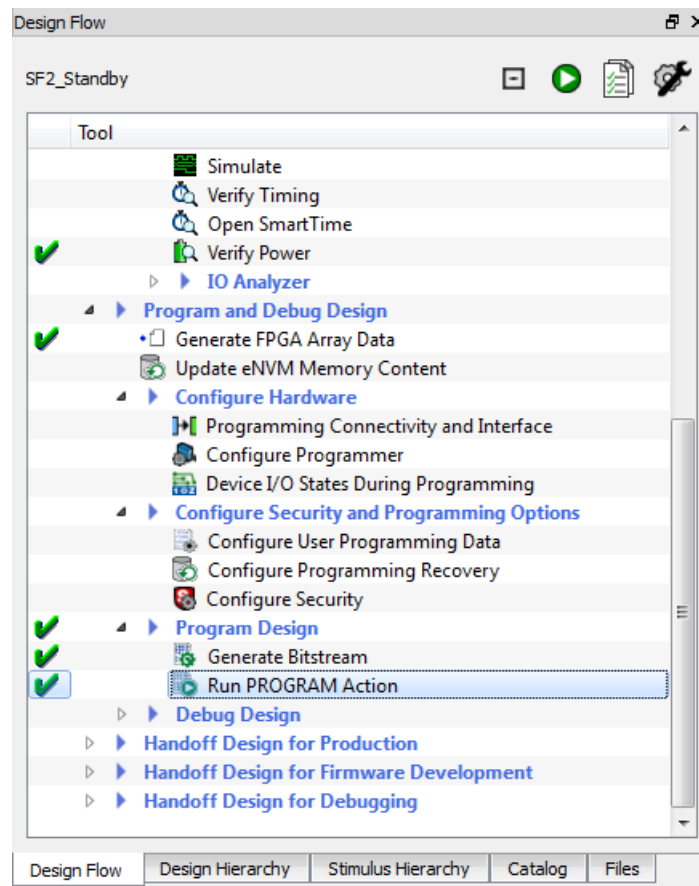 Design Flow
SF2_Standby
Tool
Simulate
Verify Timing
Open SmartTime
Verify Power
IO Analyzer
Program and Debug Design
Generate FPGA Array Data
Update eNVM Memory Content
Configure Hardware
Programming Connectivity and Interface
Configure Programmer
Device I/O States During Programming
Configure Security and Programming Options
Configure User Programming Data
Configure Programming Recovery
Configure Security
Program Design
Generate Bitstream
Run PROGRAM Action
Debug Design
Handoff Design for Production
Handoff Design for Firmware Development
Handoff Design for Debugging
Design Flow Design Hierarchy Stimulus Hierarchy Catalog Files